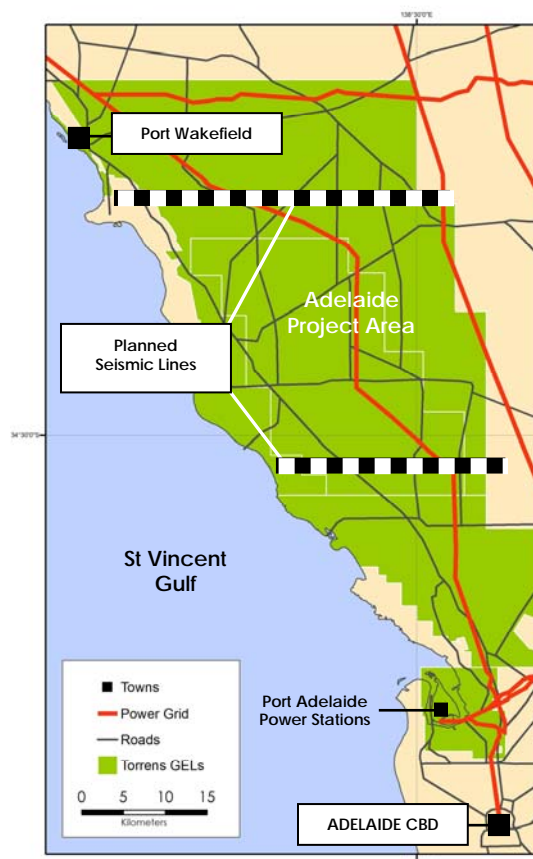 138°30'0"E
Port Wakefield
Adelaide
Project Area
Planned
Seismic Lines
34°30'0"S
St Vincent
Gulf
Towns
Power Grid
Roads
Torrens GELs
0 5 10 15
Kilometers
Port Adelaide
Power Stations
ADELAIDE CBD